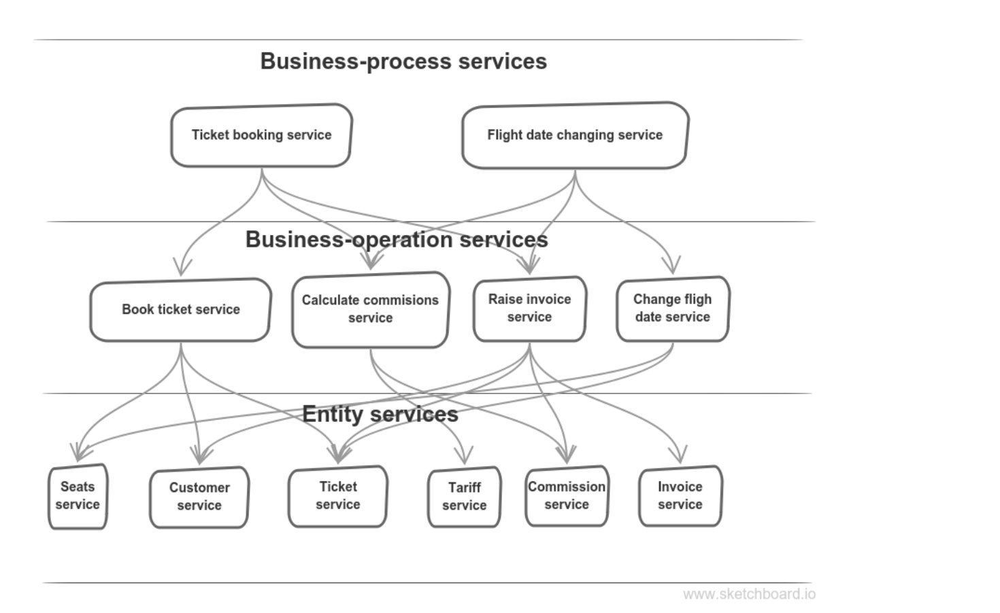 Business-process services
Ticket booking service
Flight date changing service
Business-operation services
Book ticket service
Calculate commisions
service
Raise invoice
service
Change fligh
date service
Entity services
Seats
service
Customer
service
Ticket
service
Tariff
service
Commission
service
Invoice
service
www.sketchboard.io